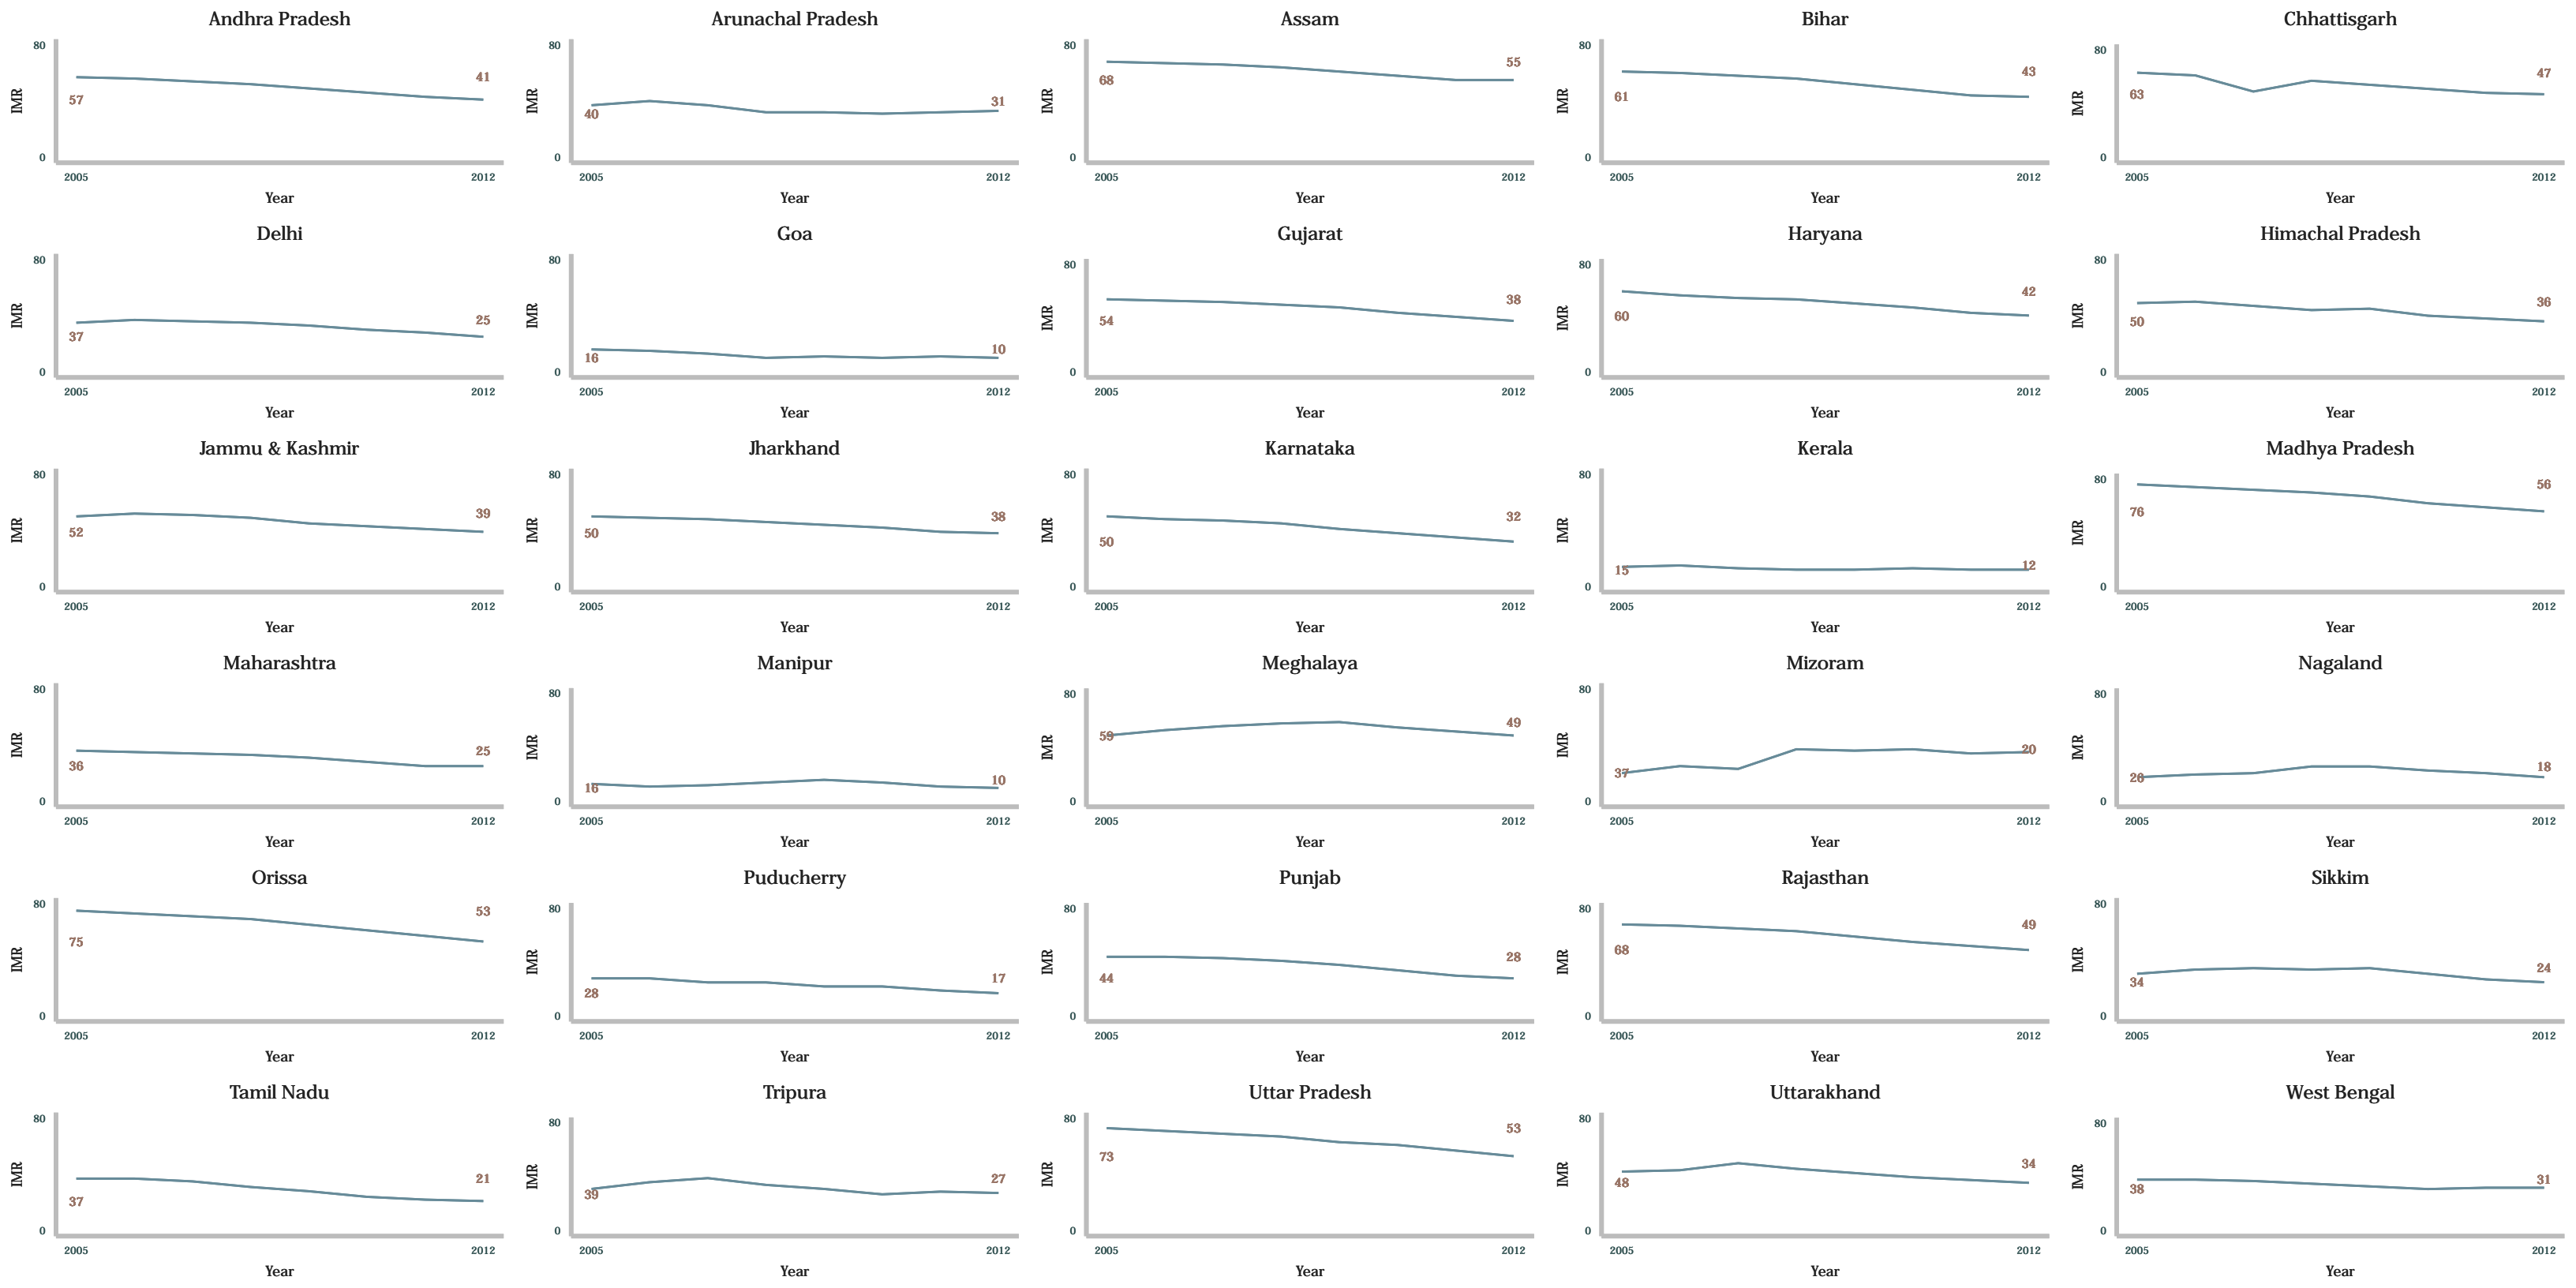 Andhra Pradesh
80
41
57
IMR
0
2005 2012
Year
Arunachal Pradesh
80
31
40
IMR
0
2005 2012
Year
Assam
80
55
68
IMR
0
2005 2012
Year
Bihar
80
43
61
IMR
0
2005 2012
Year
Chhattisgarh
80
47
63
IMR
0
2005 2012
Year
Delhi
80
25
37
IMR
0
2005 2012
Year
Goa
80
10
16
IMR
0
2005 2012
Year
Gujarat
80
38
54
IMR
0
2005 2012
Year
Haryana
80
42
60
IMR
0
2005 2012
Year
Himachal Pradesh
80
36
50
IMR
0
2005 2012
Year
Jammu & Kashmir
80
39
52
IMR
0
2005 2012
Year
Jharkhand
80
38
50
IMR
0
2005 2012
Year
Karnataka
80
32
50
IMR
0
2005 2012
Year
Kerala
80
12
15
IMR
0
2005 2012
Year
Madhya Pradesh
80
56
76
IMR
0
2005 2012
Year
Maharashtra
80
25
36
IMR
0
2005 2012
Year
Manipur
80
10
16
IMR
0
2005 2012
Year
Meghalaya
80
49
59
IMR
0
2005 2012
Year
Mizoram
80
20
37
IMR
0
2005 2012
Year
Nagaland
80
18
26
IMR
0
2005 2012
Year
Orissa
80
53
75
IMR
0
2005 2012
Year
Puducherry
80
17
28
IMR
0
2005 2012
Year
Punjab
80
28
44
IMR
0
2005 2012
Year
Rajasthan
80
49
68
IMR
0
2005 2012
Year
Sikkim
80
24
34
IMR
0
2005 2012
Year
Tamil Nadu
80
21
37
IMR
0
2005 2012
Year
Tripura
80
27
39
IMR
0
2005 2012
Year
Uttar Pradesh
80
53
73
IMR
0
2005 2012
Year
Uttarakhand
80
34
48
IMR
0
2005 2012
Year
West Bengal
80
31
38
IMR
0
2005 2012
Year